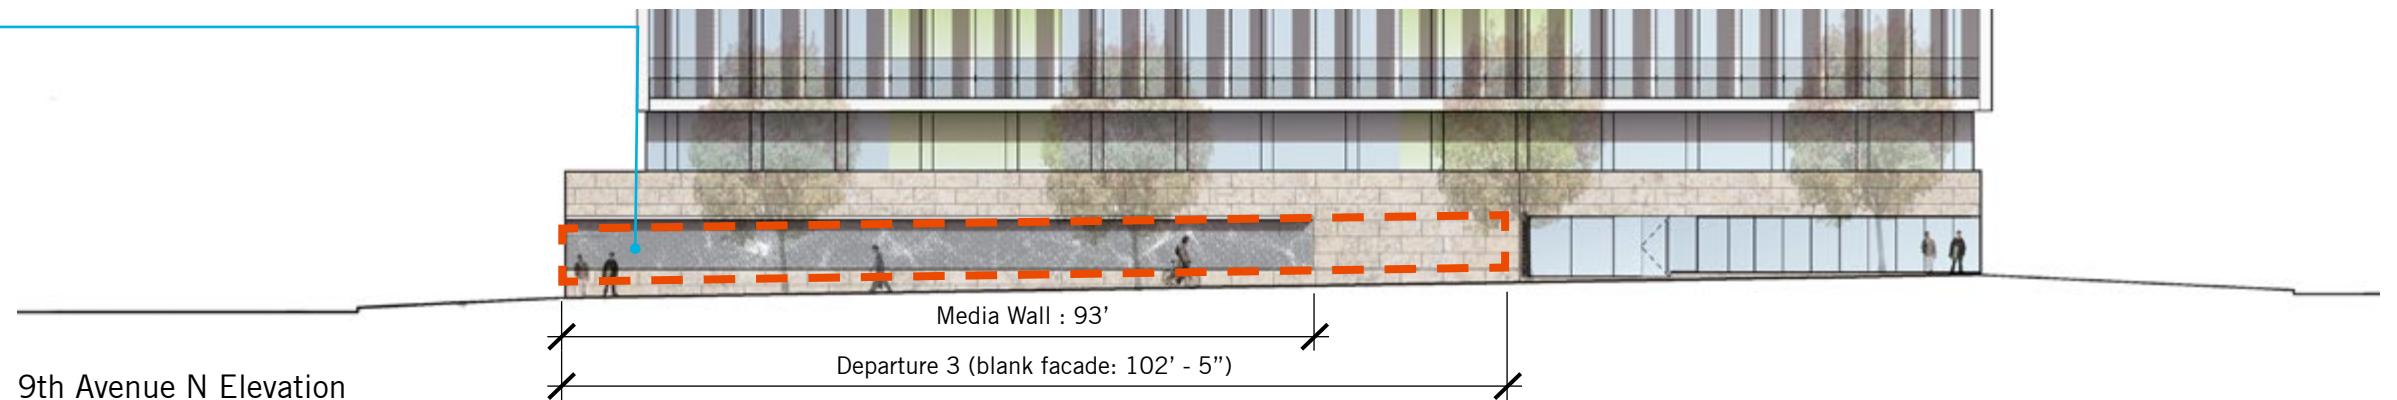 Media Wall : 93’
Departure 3 (blank facade: 102’ - 5”)
9th Avenue N Elevation